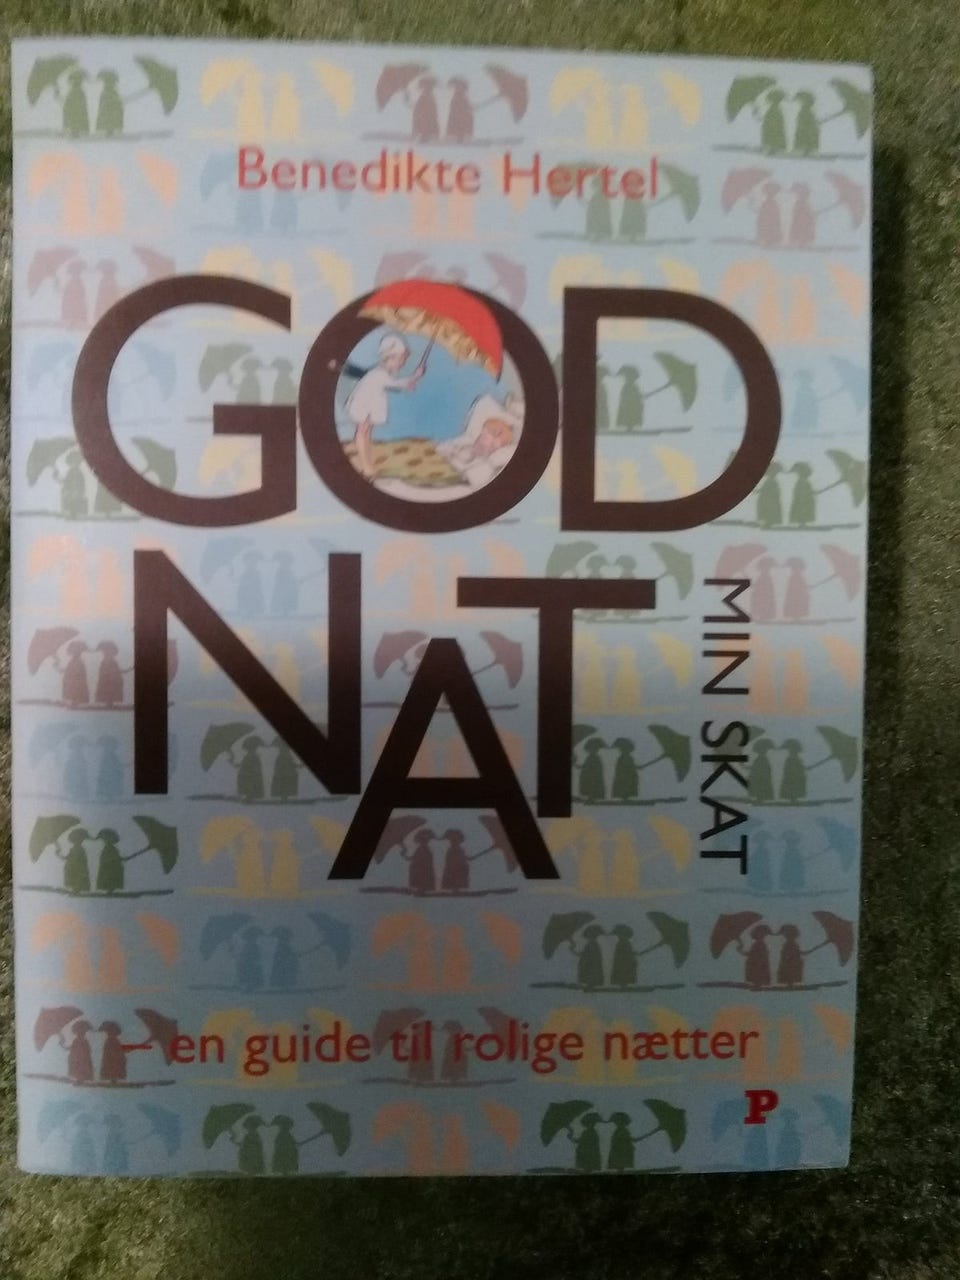 Benedikte Hertel
GOD
NAT
MIN SKAT
– en guide til rolige nætter
P